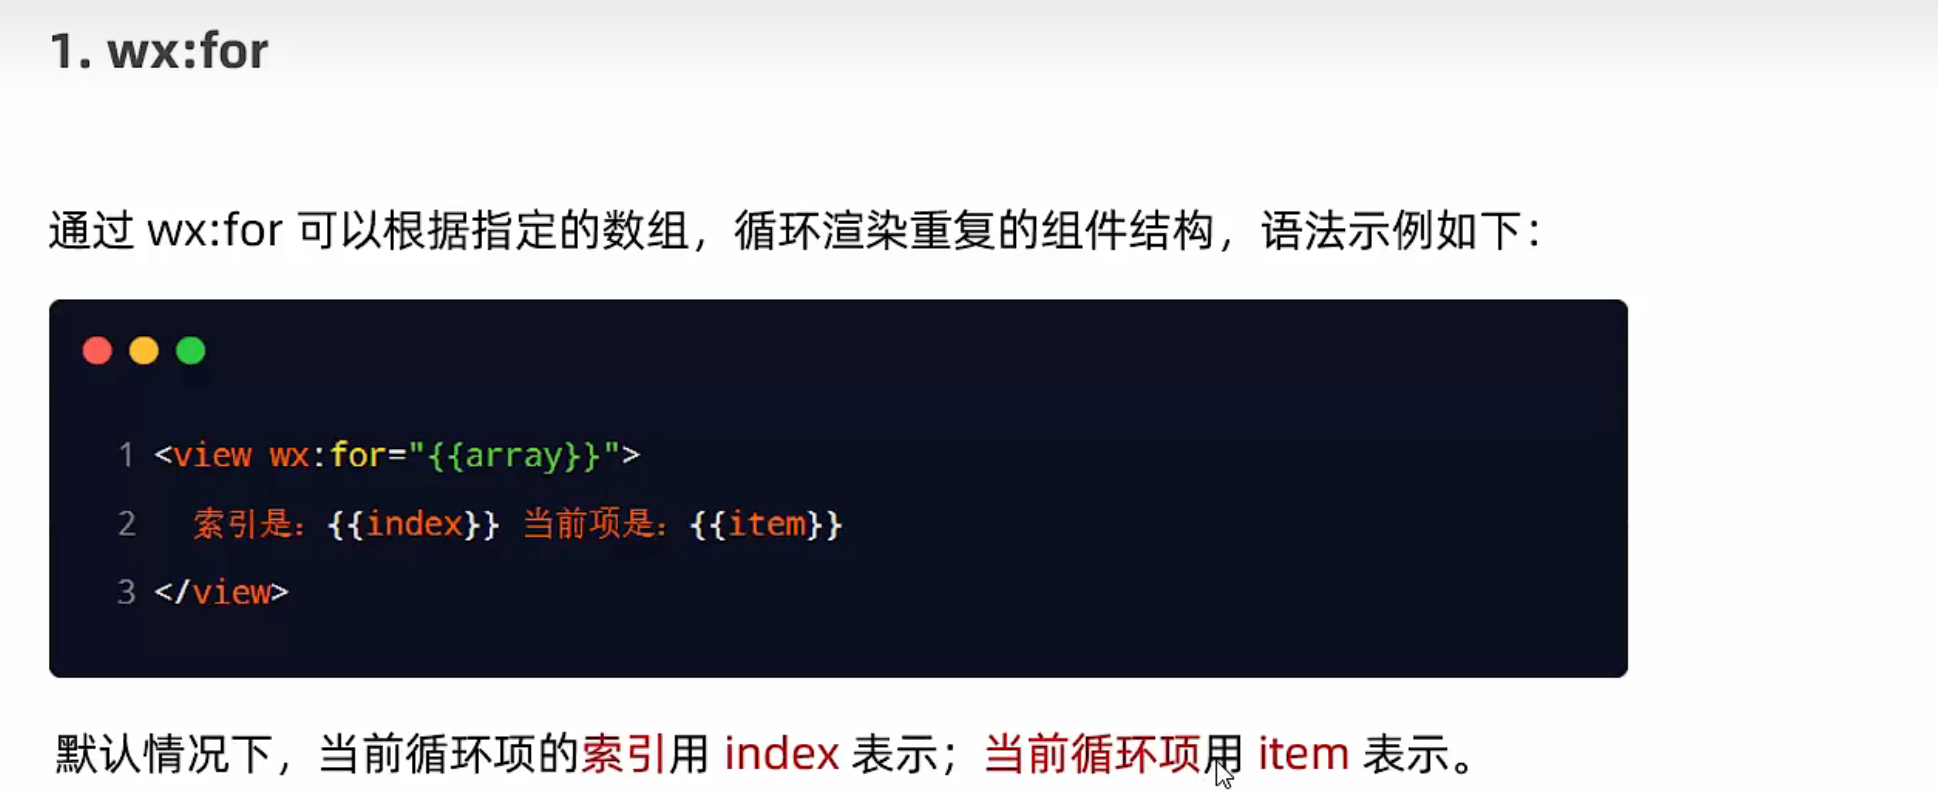 1. wx:for
通过 wx:for 可以根据指定的数组，循环渲染重复的组件结构，语法示例如下：
1 <view wx:for="{{array}}">
2 索引是：{{index}} 当前项是：{{item}}
3 </view>
默认情况下，当前循环项的索引用 index 表示；当前循环项用 item 表示。